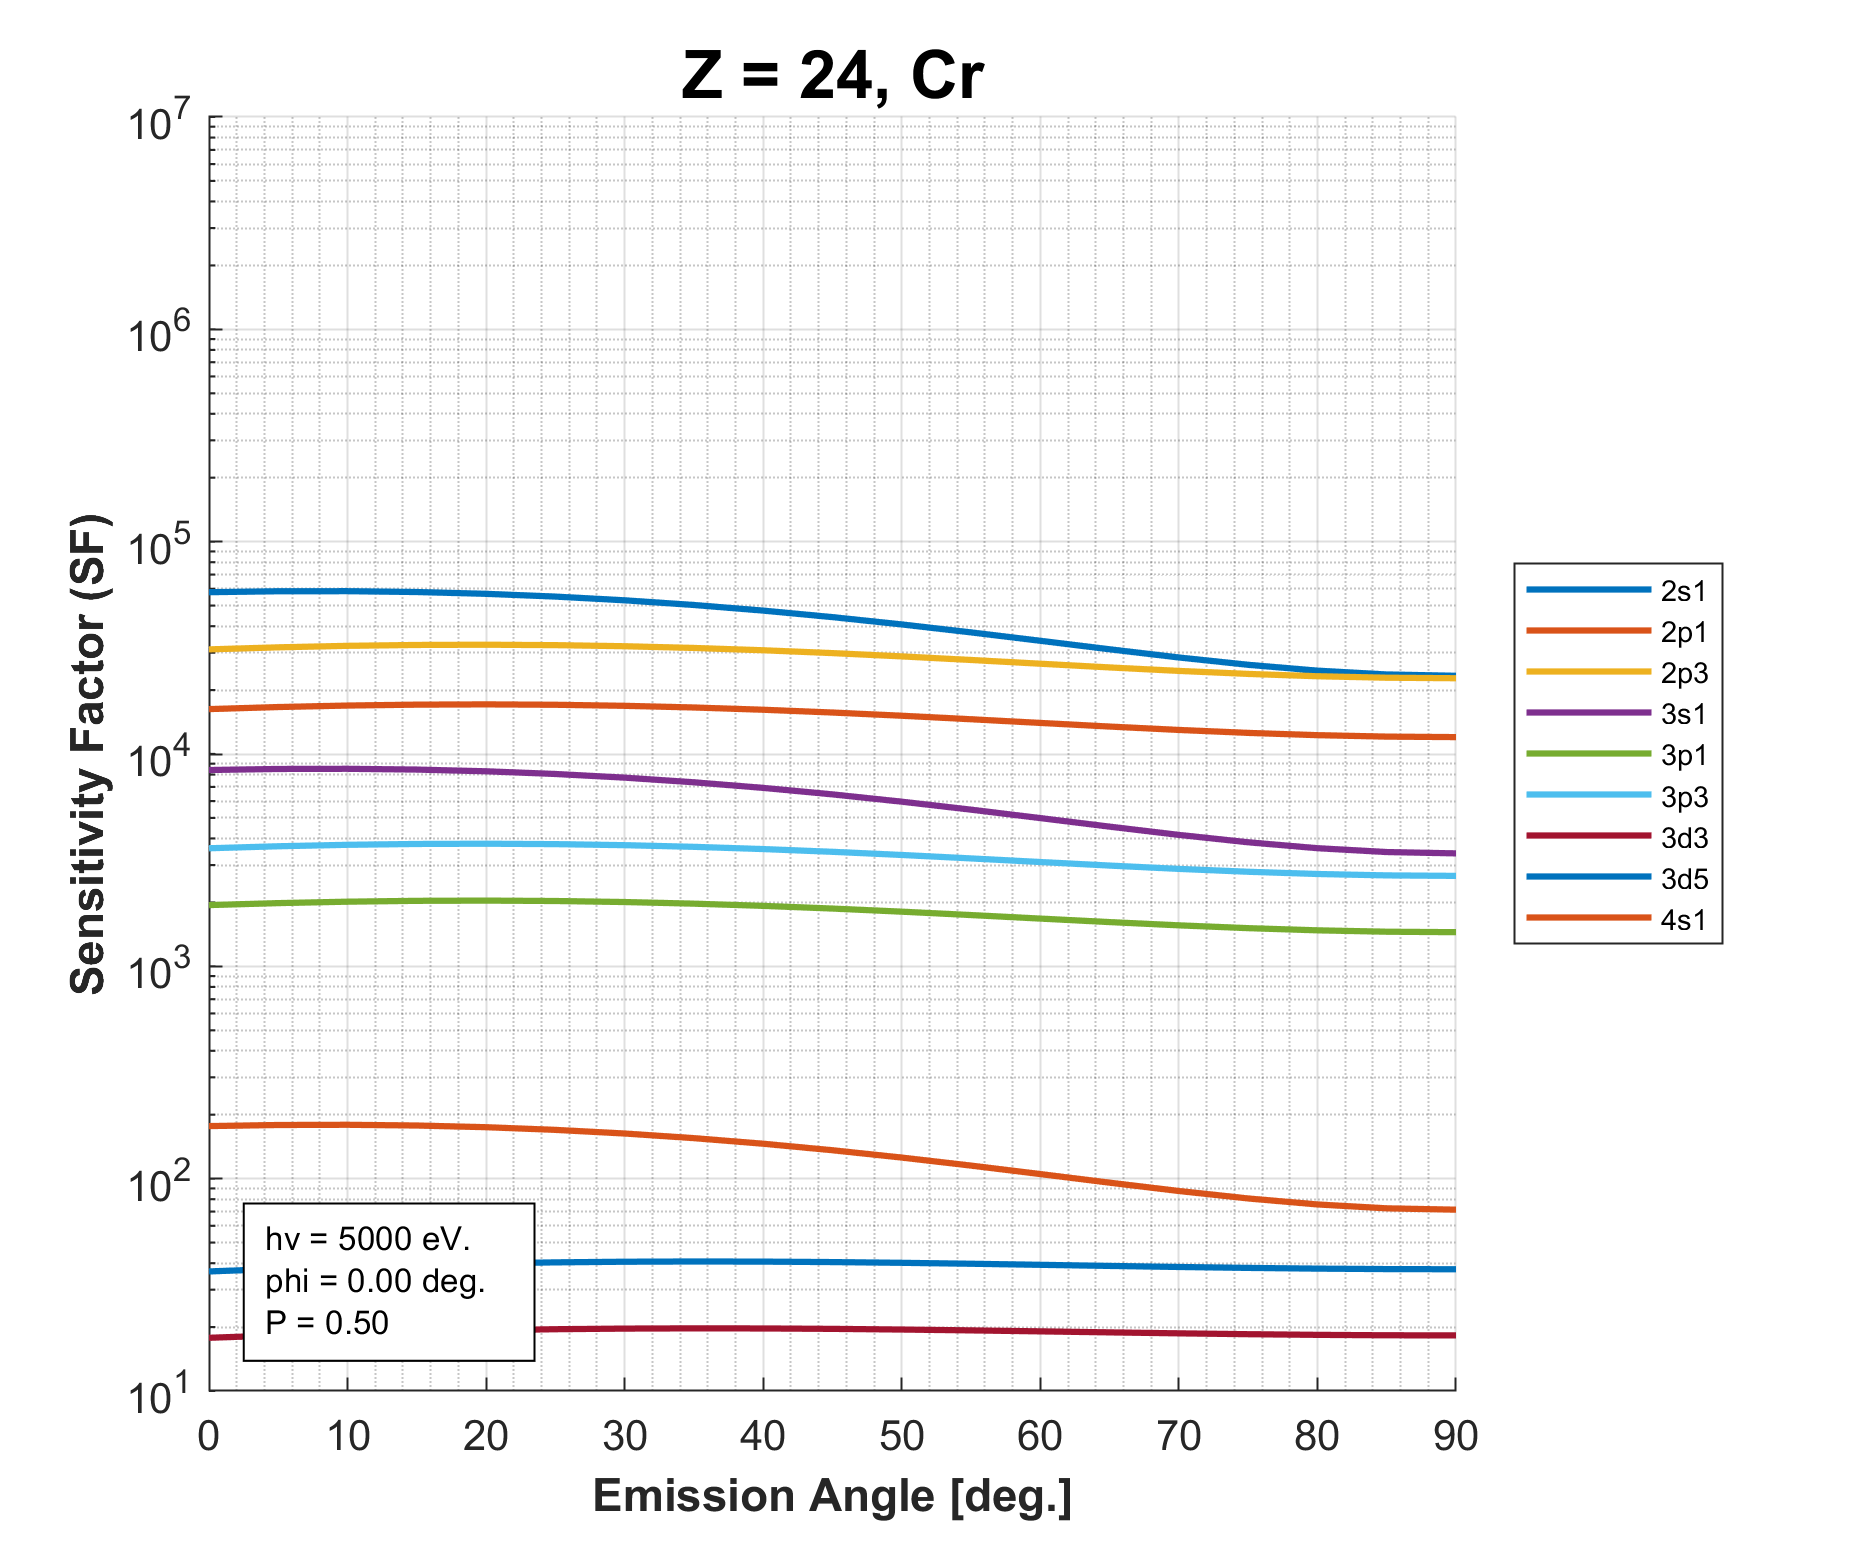 Z = 24, Cr
10^7
10^6
10^5
10^4
10^3
10^2
10^1
Sensitivity Factor (SF)
hν = 5000 eV.
phi = 0.00 deg.
P = 0.50
0 10 20 30 40 50 60 70 80 90
Emission Angle [deg.]
2s1
2p1
2p3
3s1
3p1
3p3
3d3
3d5
4s1